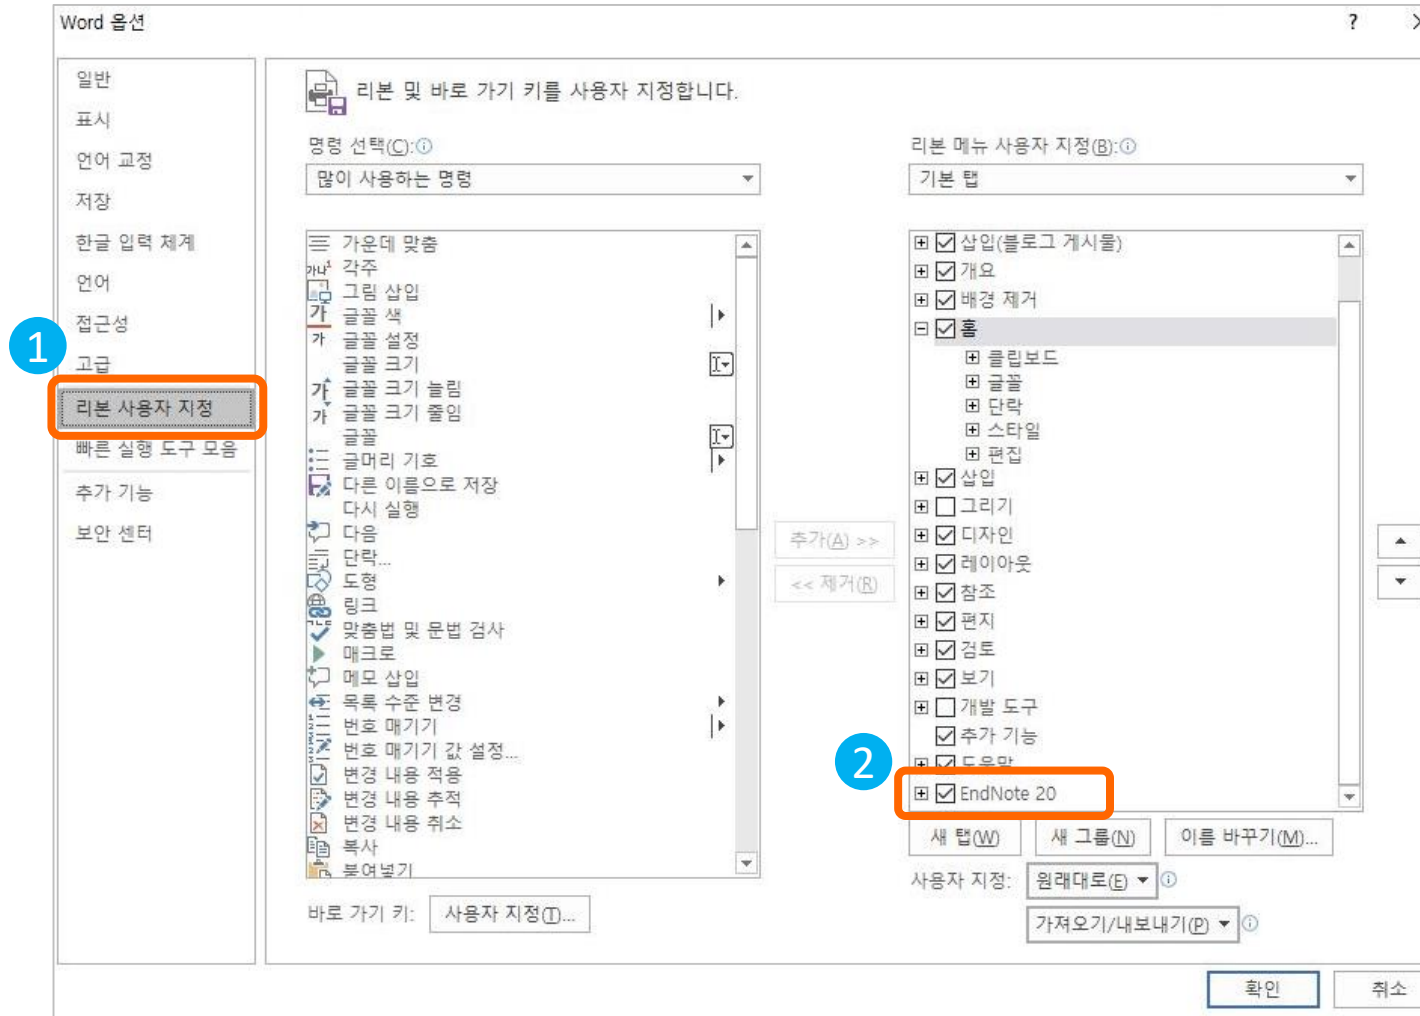 Word 옵션
?
일반
표시
언어 교정
저장
한글 입력 체계
언어
접근성
1
고급
리본 사용자 지정
빠른 실행 도구 모음
추가 기능
보안 센터
리본 및 바로 가기 키를 사용자 지정합니다.
명령 선택(C):
많이 사용하는 명령
가운데 맞춤
가나1 각주
그림 삽입
가 글꼴 색
가 글꼴 설정
글꼴 크기
가 글꼴 크기 늘림
가 글꼴 크기 줄임
글꼴
글머리 기호
다른 이름으로 저장
다시 실행
다음
단락...
도형
링크
맞춤법 및 문법 검사
매크로
메모 삽입
목록 수준 변경
번호 매기기
번호 매기기 값 설정...
변경 내용 적용
변경 내용 추적
변경 내용 취소
복사
붙여넣기
바로 가기 키: 사용자 지정(T)...
추가(A) >>
<< 제거(R)
리본 메뉴 사용자 지정(B):
기본 탭
삽입(블로그 게시물)
개요
배경 제거
홈
클립보드
글꼴
단락
스타일
편집
삽입
그리기
디자인
레이아웃
참조
편지
검토
보기
개발 도구
추가 기능
2
도움말
EndNote 20
새 탭(W) 새 그룹(N) 이름 바꾸기(M)...
사용자 지정: 원래대로(E)
가져오기/내보내기(P)
확인 취소